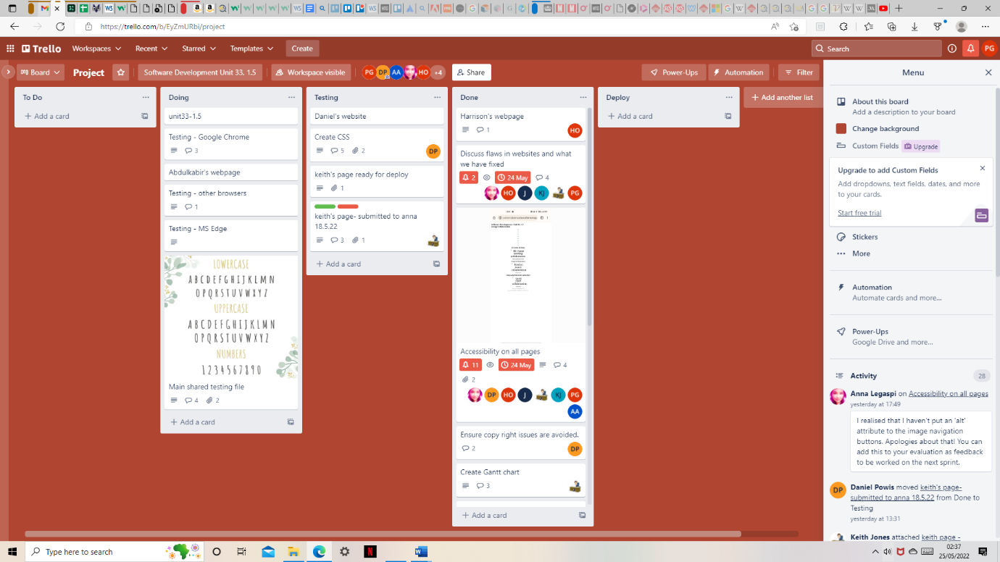 https://trello.com/b/EyZmURbi/project
Trello
Workspaces
Recent
Starred
Templates
Create
Search
PG
Board
Project
Software Development Unit 33, 1.5
Workspace visible
PG
DP
AA
HO
+4
Share
Power-Ups
Automation
Filter
To Do
+ Add a card
Doing
unit33-1.5
Testing - Google Chrome
3
Abdulkabir's webpage
Testing - other browsers
1
Testing - MS Edge
LOWERCASE
ABCDEFGHIJKLMN
OPQRSTUVWXYZ
UPPERCASE
ABCDEFGHIJKLMN
OPQRSTUVWXYZ
NUMBERS
1234567890
Main shared testing file
4 2
+ Add a card
Testing
Daniel's website
Create CSS
5 2
DP
keith's page ready for deploy
1
keith's page- submitted to anna
18.5.22
3 1
+ Add a card
Done
Harrison's webpage
1
HO
Discuss flaws in websites and what
we have fixed
2 24 May 4
HO J KJ PG
Accessibility on all pages
11 24 May 4
2
DP HO J KJ PG
AA
Ensure copy right issues are avoided.
2
DP
Create Gantt chart
3
+ Add a card
Deploy
+ Add a card
+ Add another list
Menu
About this board
Add a description to your board
Change background
Custom Fields Upgrade
Upgrade to add Custom Fields
Add dropdowns, text fields, dates, and more
to your cards.
Start free trial
Stickers
More
Automation
Automate cards and more...
Power-Ups
Google Drive and more...
Activity
28
Anna Legaspi on Accessibility on all pages
yesterday at 17:49
I realised that I haven't put an 'alt'
attribute to the image navigation
buttons. Apologies about that! You can
add this to your evaluation as feedback
to be worked on the next sprint.
DP
Daniel Powis moved keith's page-
submitted to anna 18.5.22 from Done to
Testing
yesterday at 13:31
Keith Jones attached keith page -
Type here to search
02:37
25/05/2022